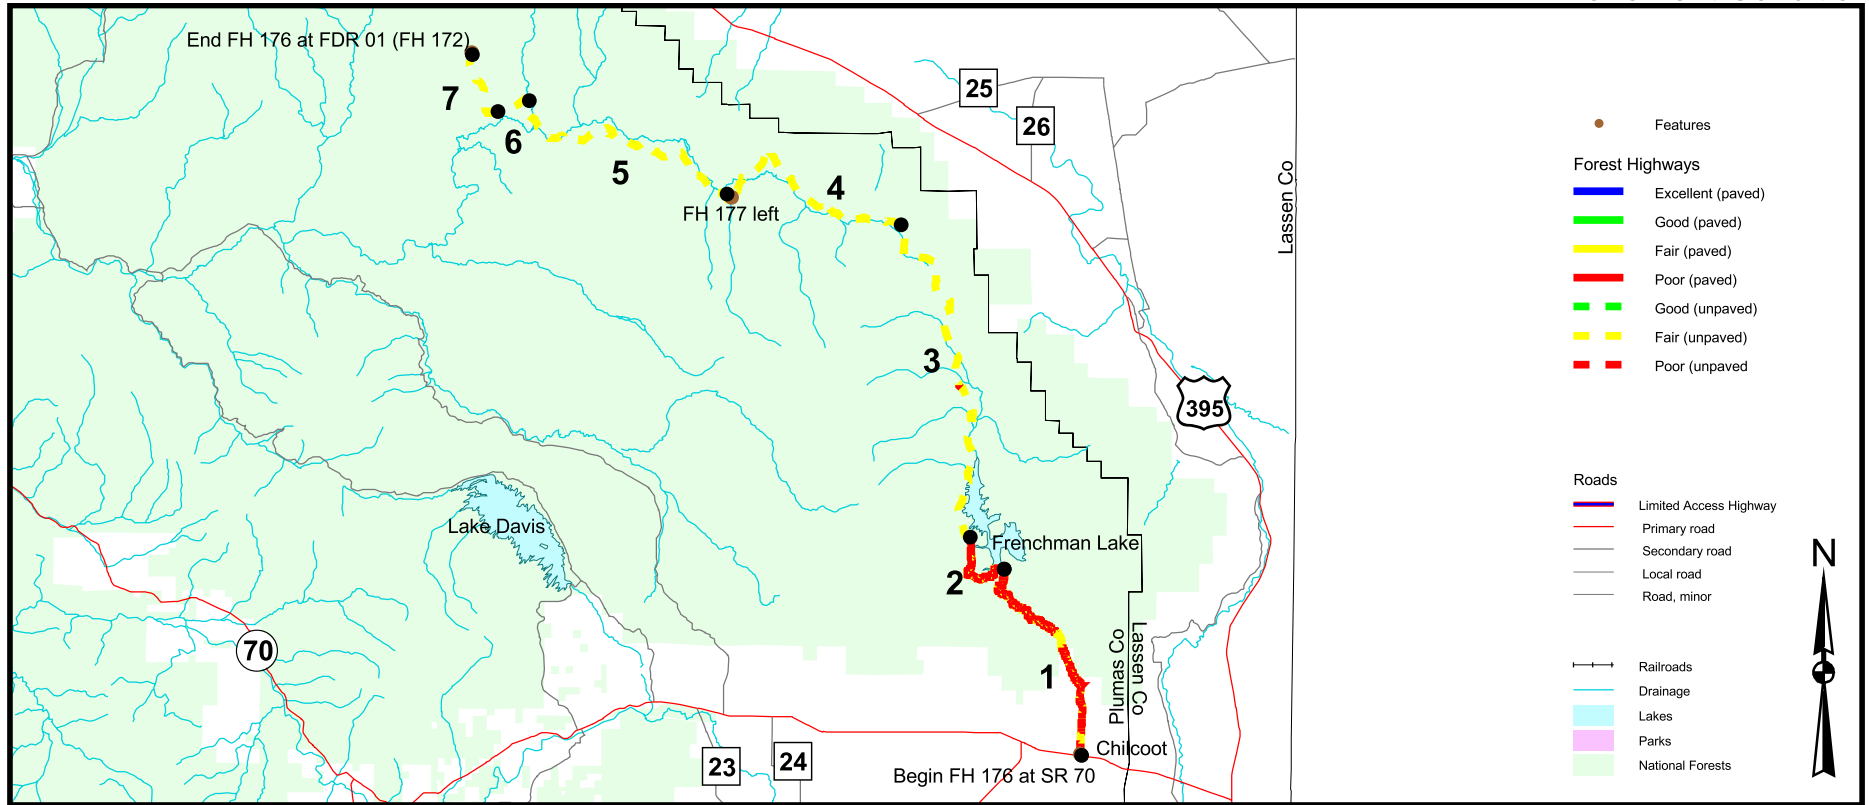 End FH 176 at FDR 01 (FH 172)
7
6
5
4
FH 177 left
25
26
Lassen Co
3
395
Lake Davis
Frenchman Lake
2
1
70
Plumas Co
Lassen Co
23
24
Chilcoot
Begin FH 176 at SR 70
Features
Forest Highways
Excellent (paved)
Good (paved)
Fair (paved)
Poor (paved)
Good (unpaved)
Fair (unpaved)
Poor (unpaved
Roads
Limited Access Highway
Primary road
Secondary road
Local road
Road, minor
Railroads
Drainage
Lakes
Parks
National Forests
N